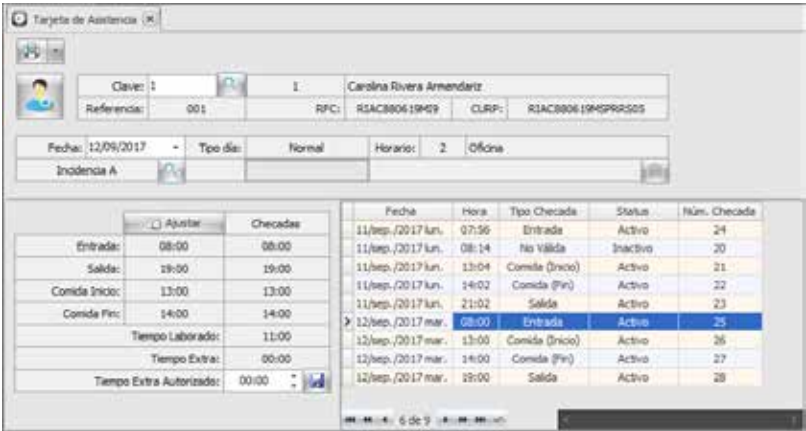 Tarjeta de Asistencia
Clave: 1 1 Carolina Rivera Armendariz
Referencia: 001 RFC: RIAC880619MI9 CURP: RIAC880619MSPRRS05
Fecha: 12/09/2017 Tipo día: Normal Horario: 2 Oficina
Incidencia A
Ajustar Checadas
Entrada: 08:00 08:00
Salida: 19:00 19:00
Comida Inicio: 13:00 13:00
Comida Fin: 14:00 14:00
Tiempo Laborado: 11:00
Tiempo Extra: 00:00
Tiempo Extra Autorizado: 00:00
Fecha Hora Tipo Checada Status Núm. Checada
11/sep./2017 lun. 07:56 Entrada Activo 24
11/sep./2017 lun. 08:14 No Válida Inactivo 20
11/sep./2017 lun. 13:04 Comida (Inicio) Activo 21
11/sep./2017 lun. 14:02 Comida (Fin) Activo 22
11/sep./2017 lun. 21:02 Salida Activo 23
12/sep./2017 mar. 08:00 Entrada Activo 25
12/sep./2017 mar. 13:00 Comida (Inicio) Activo 26
12/sep./2017 mar. 14:00 Comida (Fin) Activo 27
12/sep./2017 mar. 19:00 Salida Activo 28
6 de 9